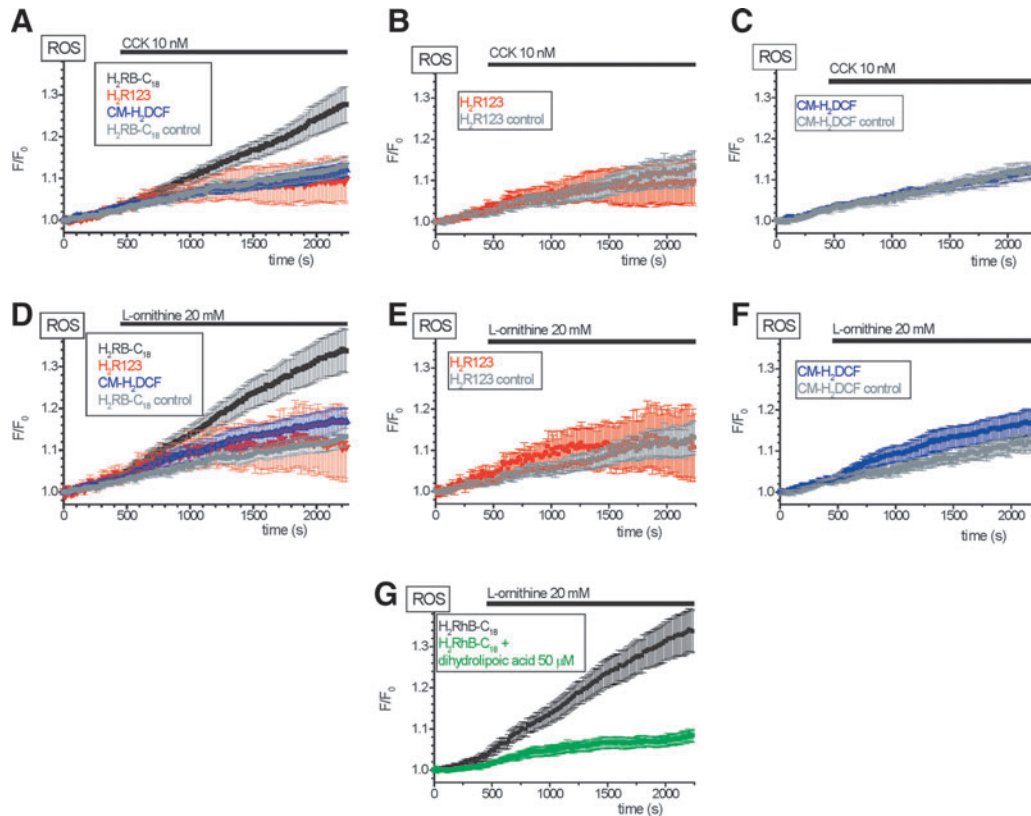 A
ROS
CCK 10 nM
H₂RB-C₁₈
H₂R123
CM-H₂DCF
H₂RB-C₁₈ control
F/F₀
1.3
1.2
1.1
1.0
0 500 1000 1500 2000
time (s)
B
ROS
CCK 10 nM
H₂R123
H₂R123 control
F/F₀
1.3
1.2
1.1
1.0
0 500 1000 1500 2000
time (s)
C
ROS
CCK 10 nM
CM-H₂DCF
CM-H₂DCF control
F/F₀
1.3
1.2
1.1
1.0
0 500 1000 1500 2000
time (s)
D
ROS
L-ornithine 20 mM
H₂RB-C₁₈
H₂R123
CM-H₂DCF
H₂RB-C₁₈ control
F/F₀
1.3
1.2
1.1
1.0
0 500 1000 1500 2000
time (s)
E
ROS
L-ornithine 20 mM
H₂R123
H₂R123 control
F/F₀
1.3
1.2
1.1
1.0
0 500 1000 1500 2000
time (s)
F
ROS
L-ornithine 20 mM
CM-H₂DCF
CM-H₂DCF control
F/F₀
1.3
1.2
1.1
1.0
0 500 1000 1500 2000
time (s)
G
ROS
L-ornithine 20 mM
H₂RhB-C₁₈
H₂RhB-C₁₈ +
dihydrolipoic acid 50 µM
F/F₀
1.3
1.2
1.1
1.0
0 500 1000 1500 2000
time (s)